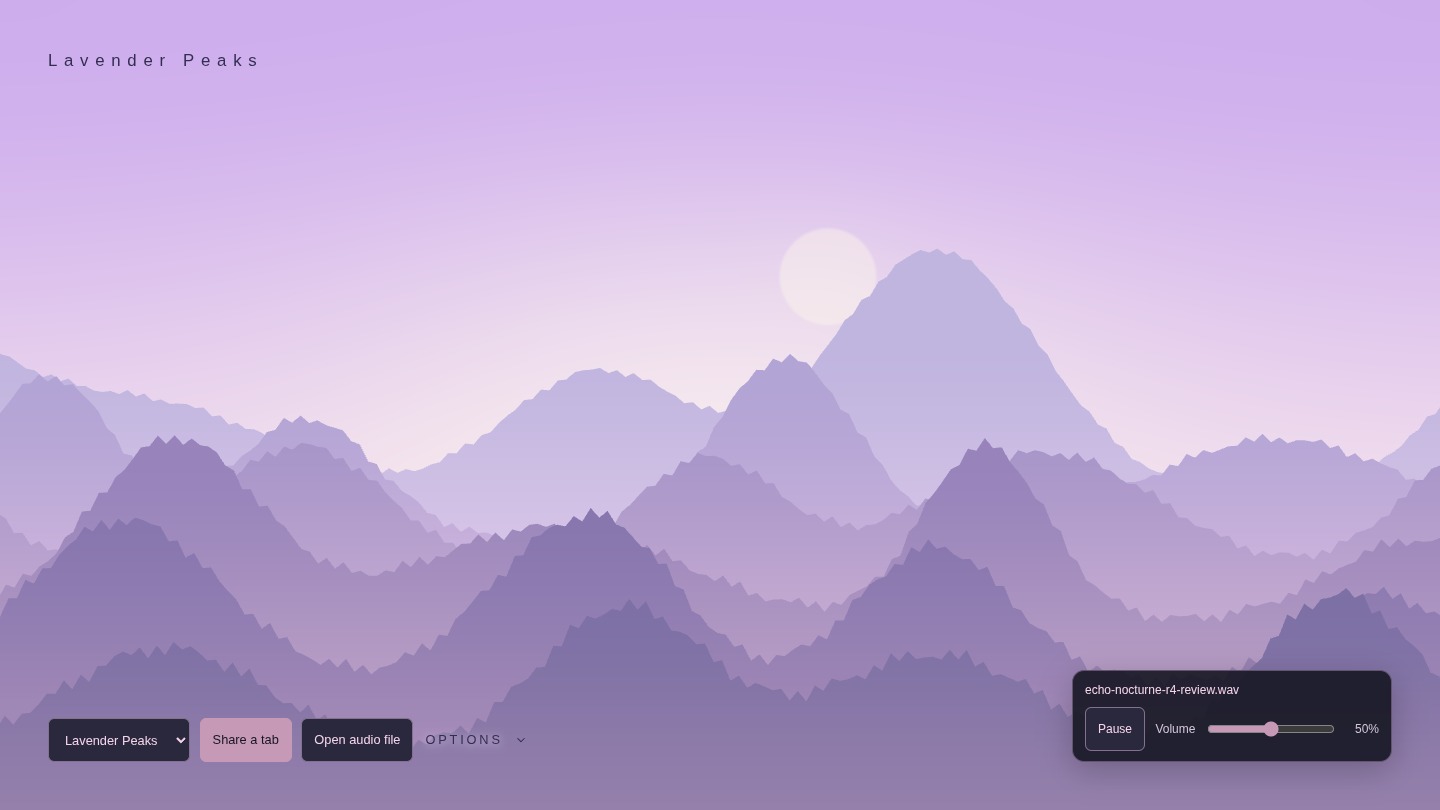 Lavender Peaks
echo-nocturne-r4-review.wav
Lavender Peaks
Share a tab
Open audio file
OPTIONS
Pause
Volume
50%